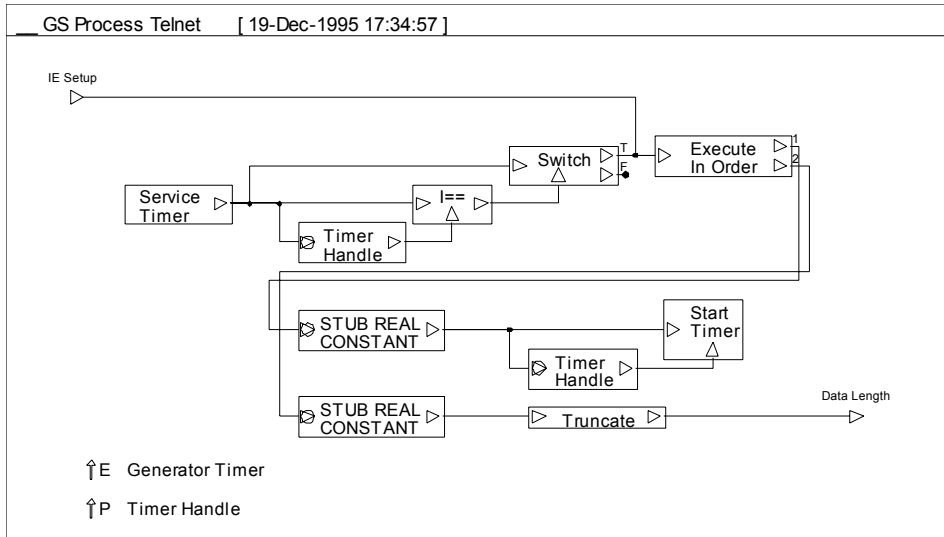 __ GS Process Telnet [ 19-Dec-1995 17:34:57 ]
IE Setup
Switch
T
F
Execute
In Order
1
2
Service
Timer
I==
Timer
Handle
STUB REAL
CONSTANT
Start
Timer
Timer
Handle
STUB REAL
CONSTANT
Truncate
Data Length
⇑E Generator Timer
⇑P Timer Handle